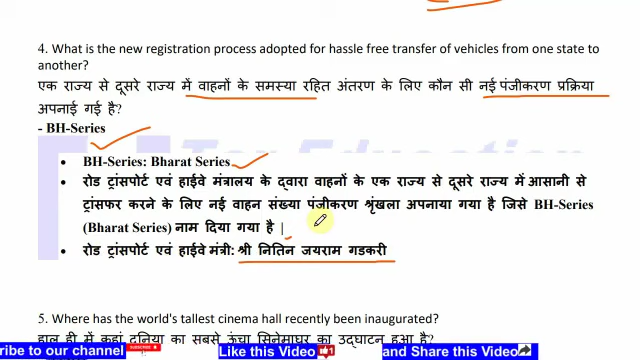 4. What is the new registration process adopted for hassle free transfer of vehicles from one state to
another?
एक राज्य से दूसरे राज्य में वाहनों के समस्या रहित अंतरण के लिए कौन सी नई पंजीकरण प्रक्रिया
अपनाई गई है?
- BH-Series
• BH-Series: Bharat Series
• रोड ट्रांसपोर्ट एवं हाईवे मंत्रालय के द्वारा वाहनों के एक राज्य से दूसरे राज्य में आसानी से
ट्रांसफर करने के लिए नई वाहन संख्या पंजीकरण श्रृंखला अपनाया गया है जिसे BH-Series
(Bharat Series) नाम दिया गया है |
• रोड ट्रांसपोर्ट एवं हाईवे मंत्री: श्री नितिन जयराम गडकरी
5. Where has the world's tallest cinema hall recently been inaugurated?
हाल ही में कहां दुनिया का सबसे ऊंचा सिनेमाघर का उद्घाटन हुआ है?
ribe to our channel Like this Video and Share this Video